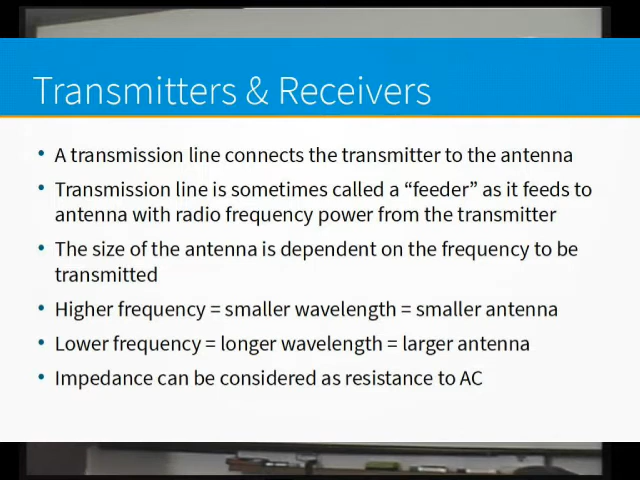 Transmitters & Receivers
• A transmission line connects the transmitter to the antenna
• Transmission line is sometimes called a “feeder” as it feeds to
antenna with radio frequency power from the transmitter
• The size of the antenna is dependent on the frequency to be
transmitted
• Higher frequency = smaller wavelength = smaller antenna
• Lower frequency = longer wavelength = larger antenna
• Impedance can be considered as resistance to AC